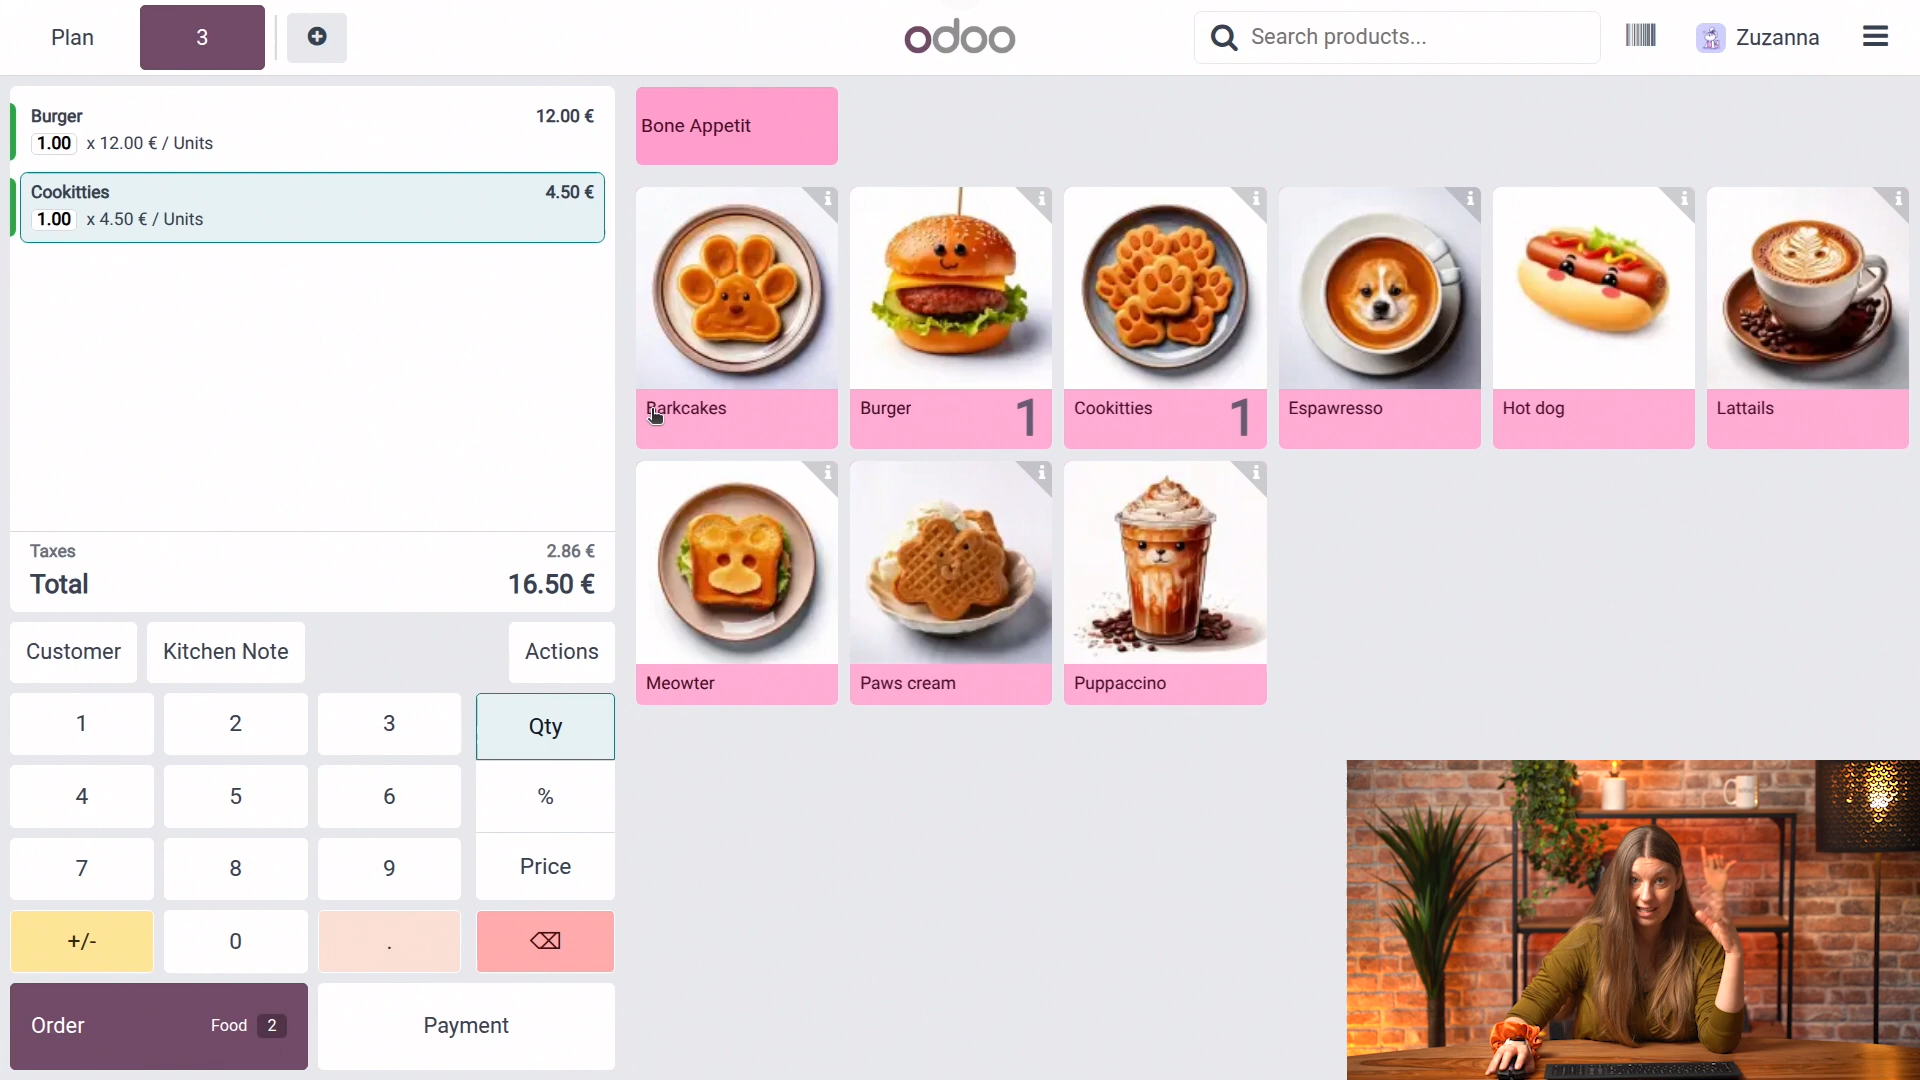 Plan
3
odoo
Search products...
Zuzanna
Burger
12.00 €
1.00 x 12.00 € / Units
Cookitties
4.50 €
1.00 x 4.50 € / Units
Taxes
2.86 €
Total
16.50 €
Customer
Kitchen Note
Actions
1
2
3
Qty
4
5
6
%
7
8
9
Price
+/-
0
.
Order
Food 2
Payment
Bone Appetit
Barkcakes
Burger
1
Cookitties
1
Espawresso
Hot dog
Lattails
Meowter
Paws cream
Puppaccino